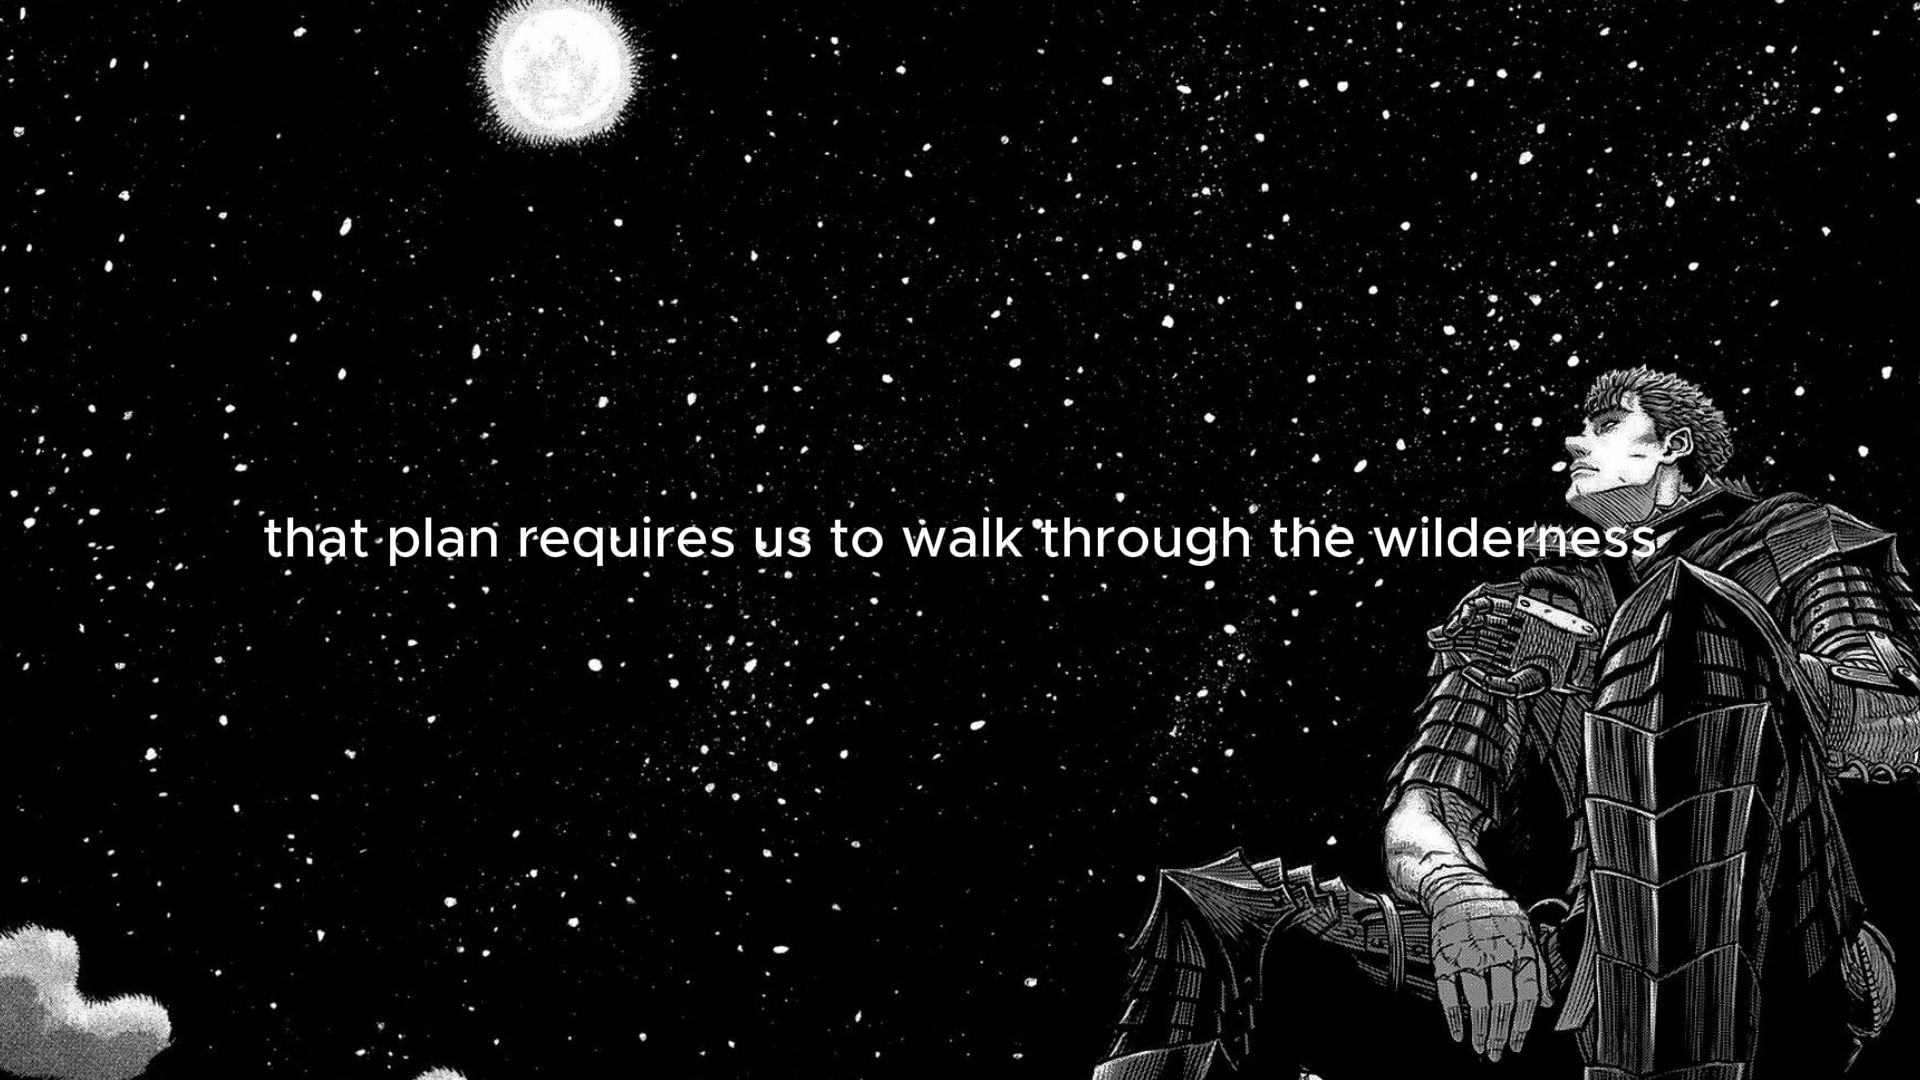 that plan requires us to walk through the wilderness